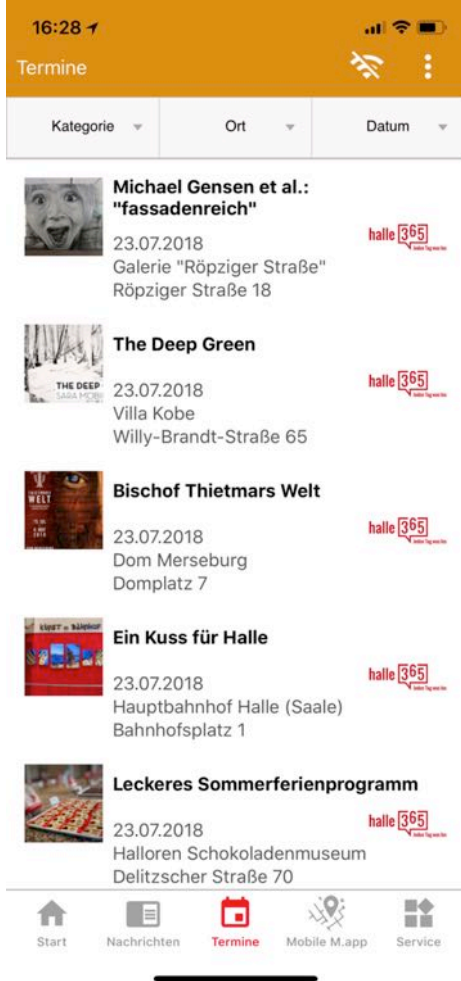 16:28
Termine
Kategorie
Ort
Datum
Michael Gensen et al.:
"fassadenreich"
23.07.2018
Galerie "Röpziger Straße"
Röpziger Straße 18
halle 365
The Deep Green
23.07.2018
Villa Kobe
Willy-Brandt-Straße 65
THE DEEP
halle 365
Bischof Thietmars Welt
23.07.2018
Dom Merseburg
Domplatz 7
WELT
halle 365
Ein Kuss für Halle
23.07.2018
Hauptbahnhof Halle (Saale)
Bahnhofsplatz 1
halle 365
Leckeres Sommerferienprogramm
23.07.2018
Halloren Schokoladenmuseum
Delitzscher Straße 70
halle 365
Start
Nachrichten
Termine
Mobile M.app
Service